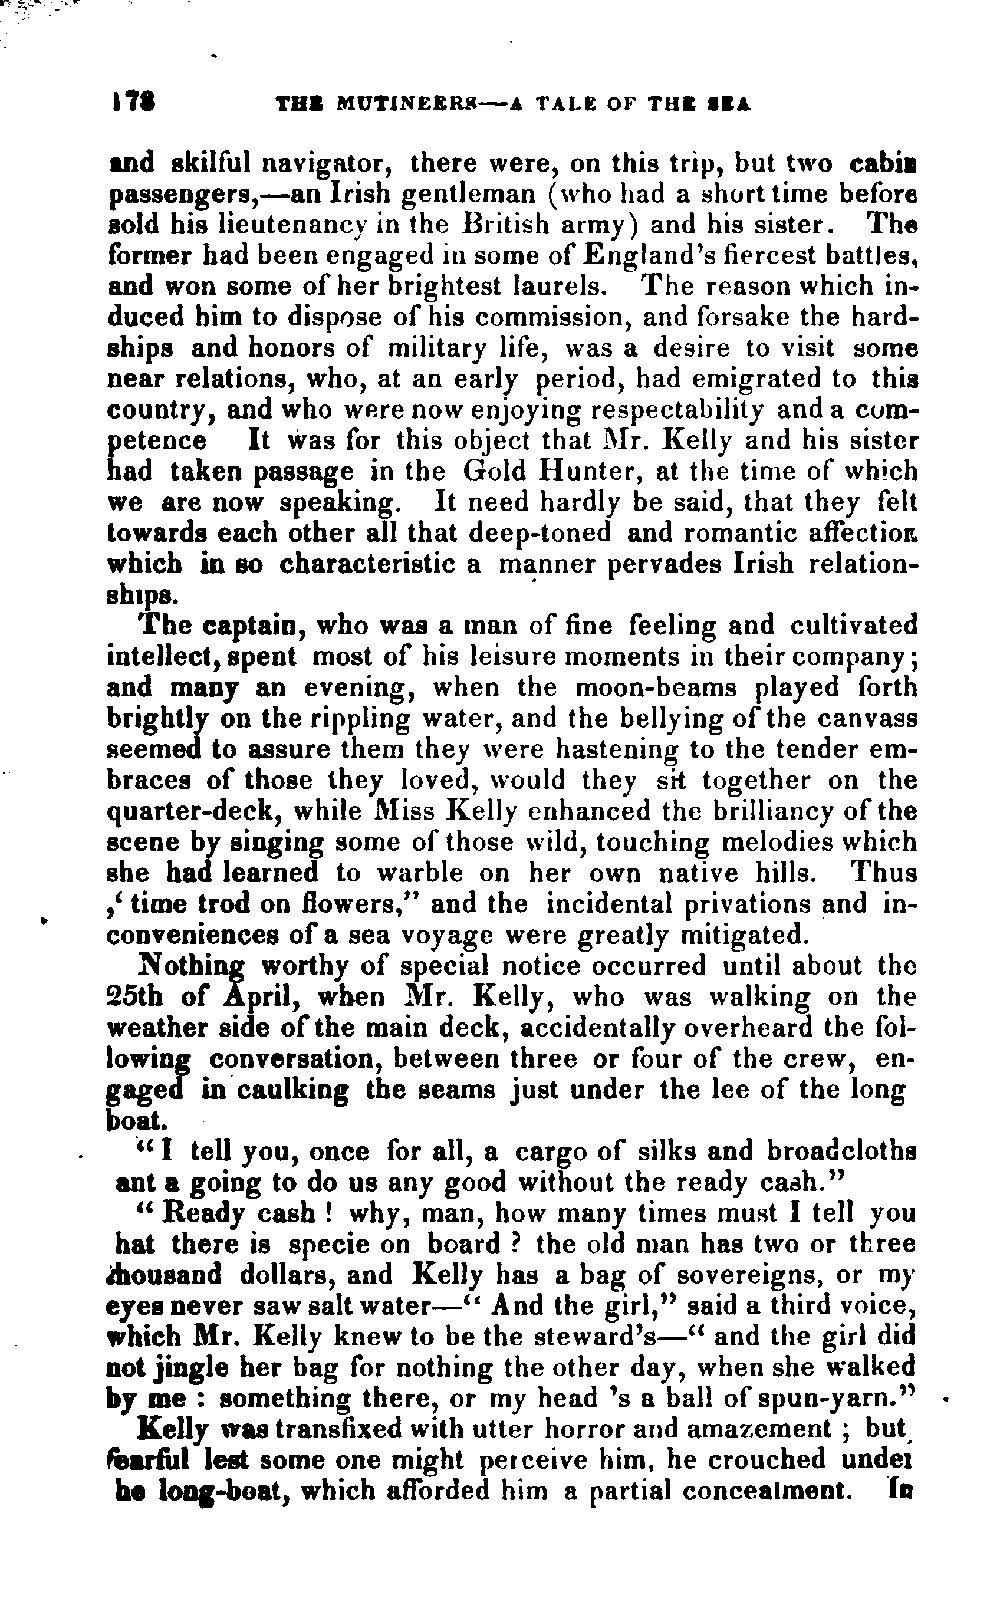 178 THE MUTINEERS—A TALE OF THE SEA
and skilful navigator, there were, on this trip, but two cabin
passengers,—an Irish gentleman (who had a short time before
sold his lieutenancy in the British army) and his sister. The
former had been engaged in some of England's fiercest battles,
and won some of her brightest laurels. The reason which in-
duced him to dispose of his commission, and forsake the hard-
ships and honors of military life, was a desire to visit some
near relations, who, at an early period, had emigrated to this
country, and who were now enjoying respectability and a com-
petence It was for this object that Mr. Kelly and his sister
had taken passage in the Gold Hunter, at the time of which
we are now speaking. It need hardly be said, that they felt
towards each other all that deep-toned and romantic affection
which in so characteristic a manner pervades Irish relation-
ships.
The captain, who was a man of fine feeling and cultivated
intellect, spent most of his leisure moments in their company;
and many an evening, when the moon-beams played forth
brightly on the rippling water, and the bellying of the canvass
seemed to assure them they were hastening to the tender em-
braces of those they loved, would they sit together on the
quarter-deck, while Miss Kelly enhanced the brilliancy of the
scene by singing some of those wild, touching melodies which
she had learned to warble on her own native hills. Thus
,‘ time trod on flowers,” and the incidental privations and in-
conveniences of a sea voyage were greatly mitigated.
Nothing worthy of special notice occurred until about the
25th of April, when Mr. Kelly, who was walking on the
weather side of the main deck, accidentally overheard the fol-
lowing conversation, between three or four of the crew, en-
gaged in caulking the seams just under the lee of the long
boat.
“ I tell you, once for all, a cargo of silks and broadcloths
ant a going to do us any good without the ready cash.”
“ Ready cash ! why, man, how many times must I tell you
hat there is specie on board ? the old man has two or three
thousand dollars, and Kelly has a bag of sovereigns, or my
eyes never saw salt water—“ And the girl,” said a third voice,
which Mr. Kelly knew to be the steward's—“ and the girl did
not jingle her bag for nothing the other day, when she walked
by me : something there, or my head 's a ball of spun-yarn.”
Kelly was transfixed with utter horror and amazement ; but
fearful lest some one might perceive him, he crouched under
he long-boat, which afforded him a partial concealment. In